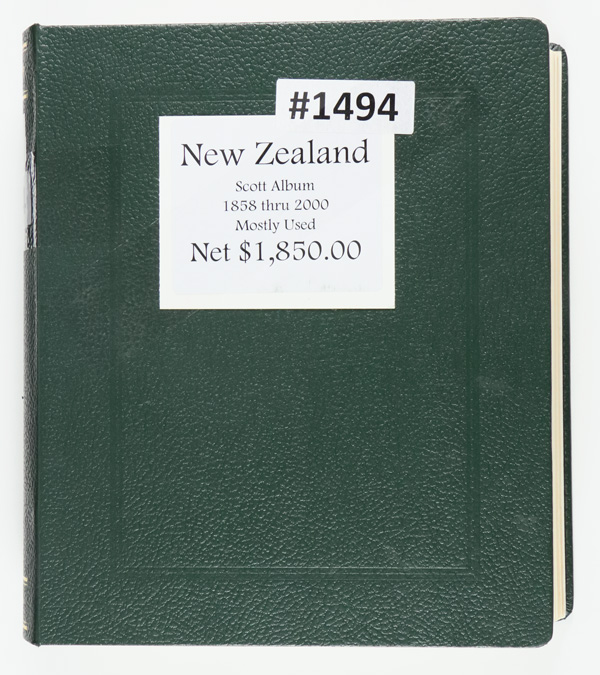 #1494
New Zealand
Scott Album
1858 thru 2000
Mostly Used
Net $1,850.00